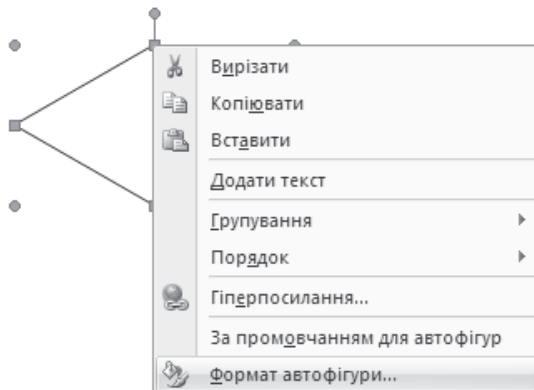 Вирізати
Копіювати
Вставити
Додати текст
Групування
Порядок
Гіперпосилання...
За промовчанням для автофігур
Формат автофігури...